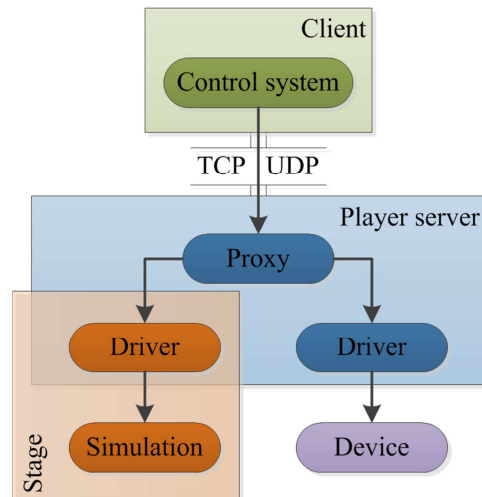 Client
Control system
TCP UDP
Player server
Proxy
Driver
Driver
Simulation
Device
Stage